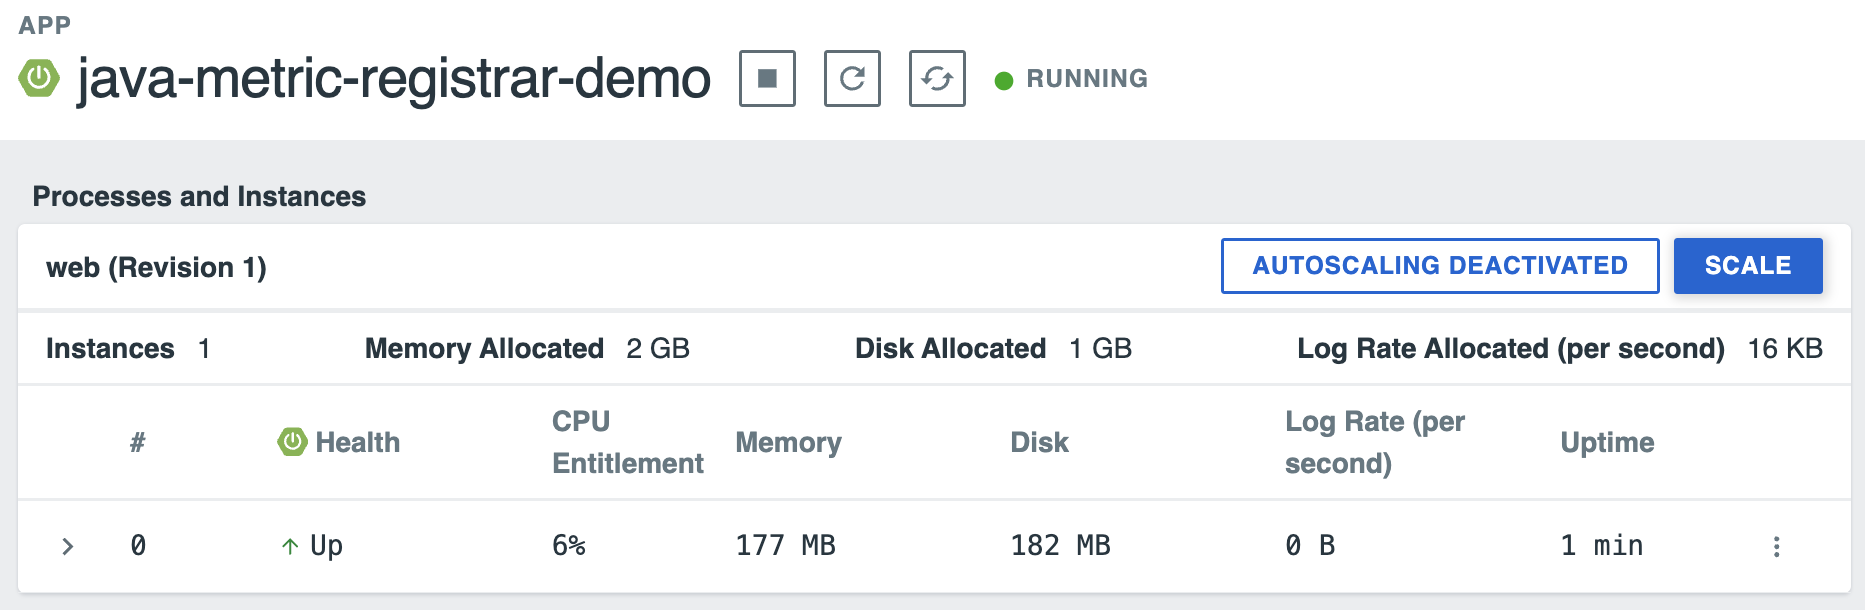 APP
java-metric-registrar-demo RUNNING
Processes and Instances
web (Revision 1) AUTOSCALING DEACTIVATED SCALE
Instances 1 Memory Allocated 2 GB Disk Allocated 1 GB Log Rate Allocated (per second) 16 KB
# Health CPU Entitlement Memory Disk Log Rate (per second) Uptime
0 Up 6% 177 MB 182 MB 0 B 1 min